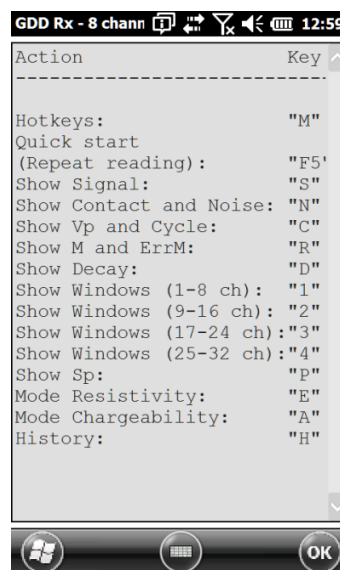 GDD Rx - 8 chann 12:59
Action Key
----------------------------
Hotkeys: "M"
Quick start
(Repeat reading): "F5'
Show Signal: "S"
Show Contact and Noise: "N"
Show Vp and Cycle: "C"
Show M and ErrM: "R"
Show Decay: "D"
Show Windows (1-8 ch): "1"
Show Windows (9-16 ch): "2"
Show Windows (17-24 ch):"3"
Show Windows (25-32 ch):"4"
Show Sp: "P"
Mode Resistivity: "E"
Mode Chargeability: "A"
History: "H"
OK